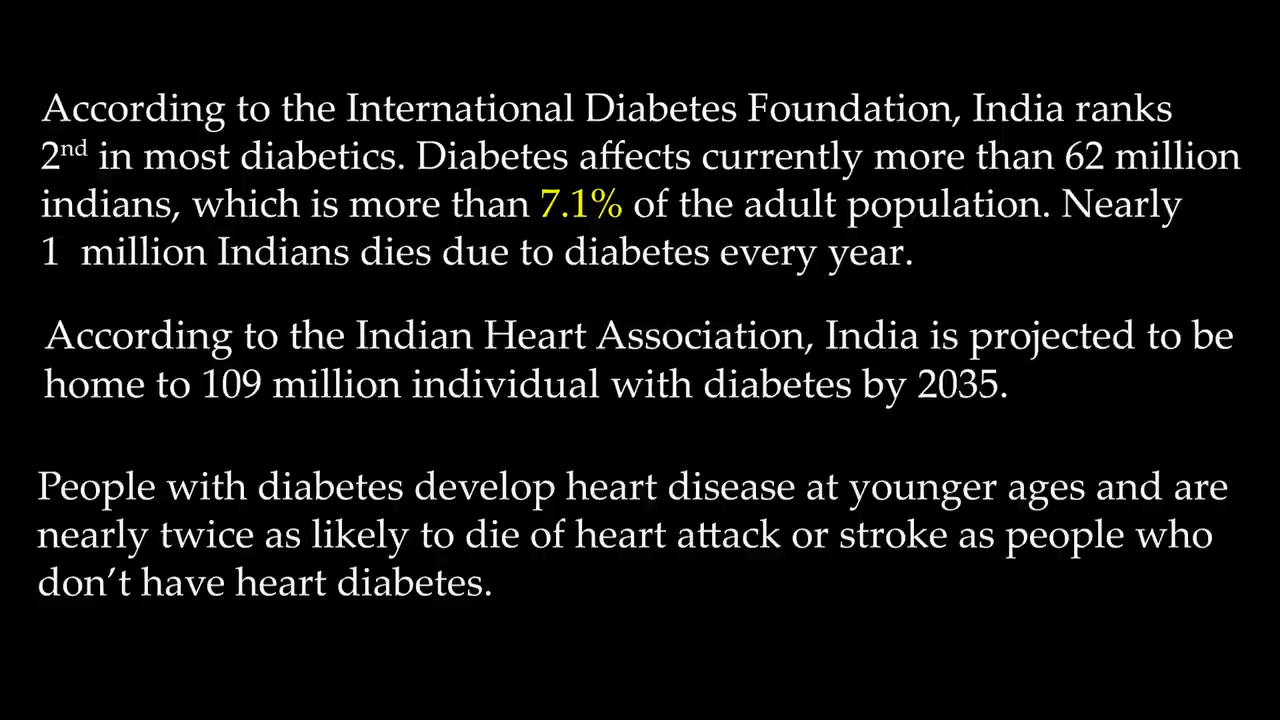 According to the International Diabetes Foundation, India ranks
2nd in most diabetics. Diabetes affects currently more than 62 million
indians, which is more than 7.1% of the adult population. Nearly
1 million Indians dies due to diabetes every year.
According to the Indian Heart Association, India is projected to be
home to 109 million individual with diabetes by 2035.
People with diabetes develop heart disease at younger ages and are
nearly twice as likely to die of heart attack or stroke as people who
don’t have heart diabetes.